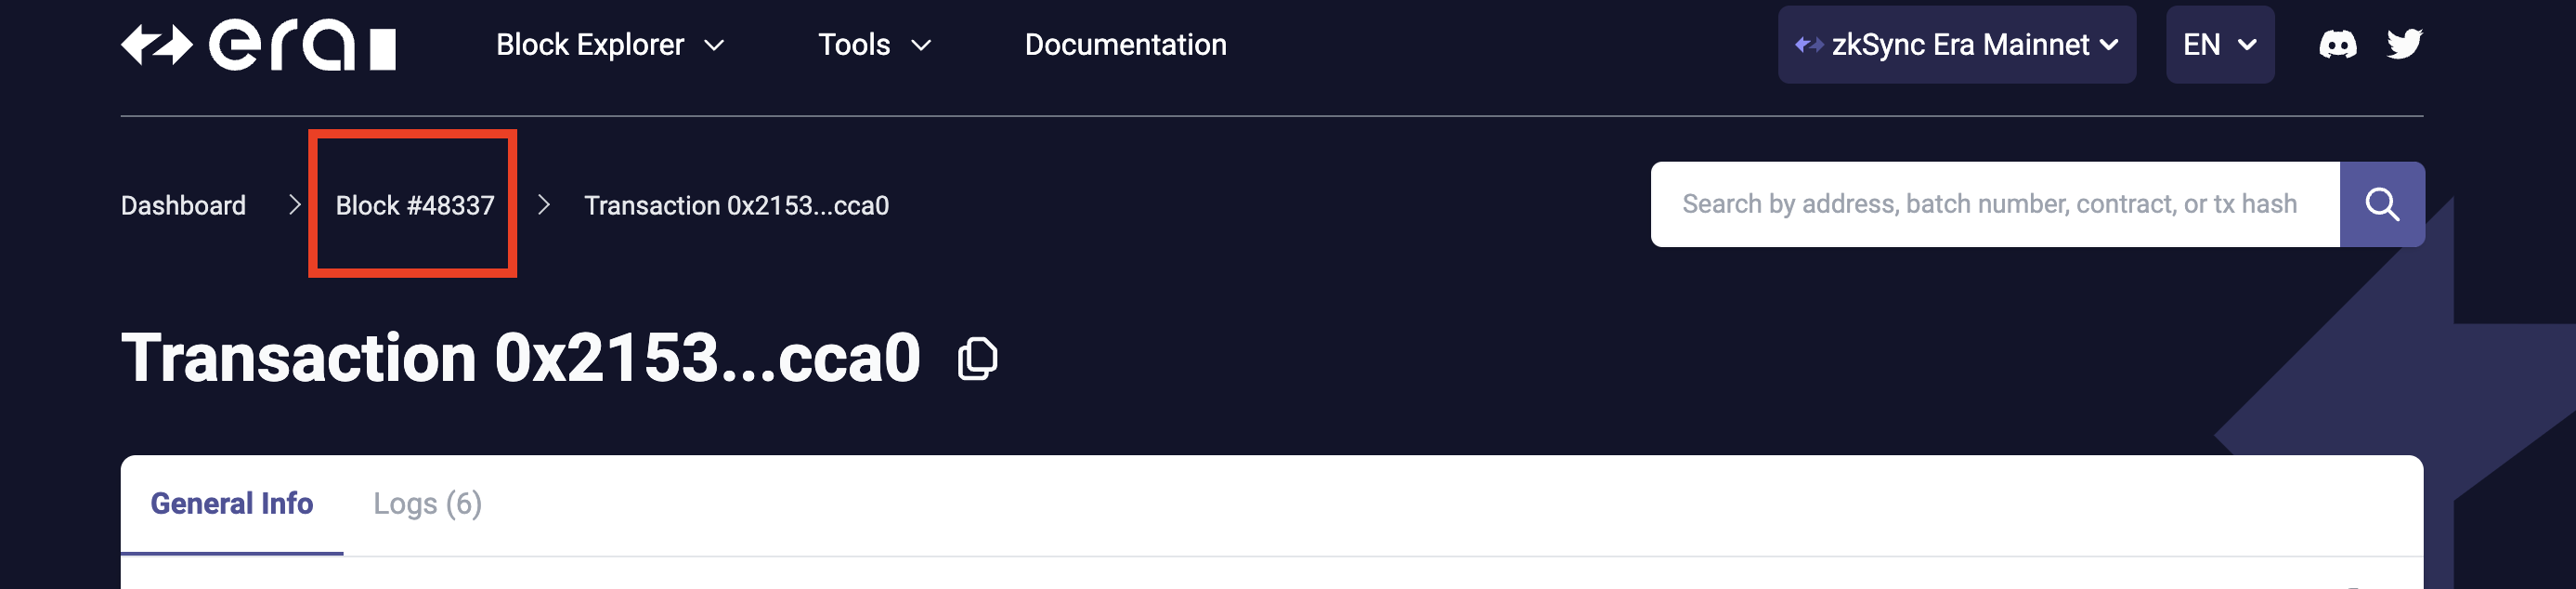 era
Block Explorer Tools Documentation zkSync Era Mainnet EN
Dashboard Block #48337 Transaction 0x2153...cca0 Search by address, batch number, contract, or tx hash
Transaction 0x2153...cca0
General Info Logs (6)